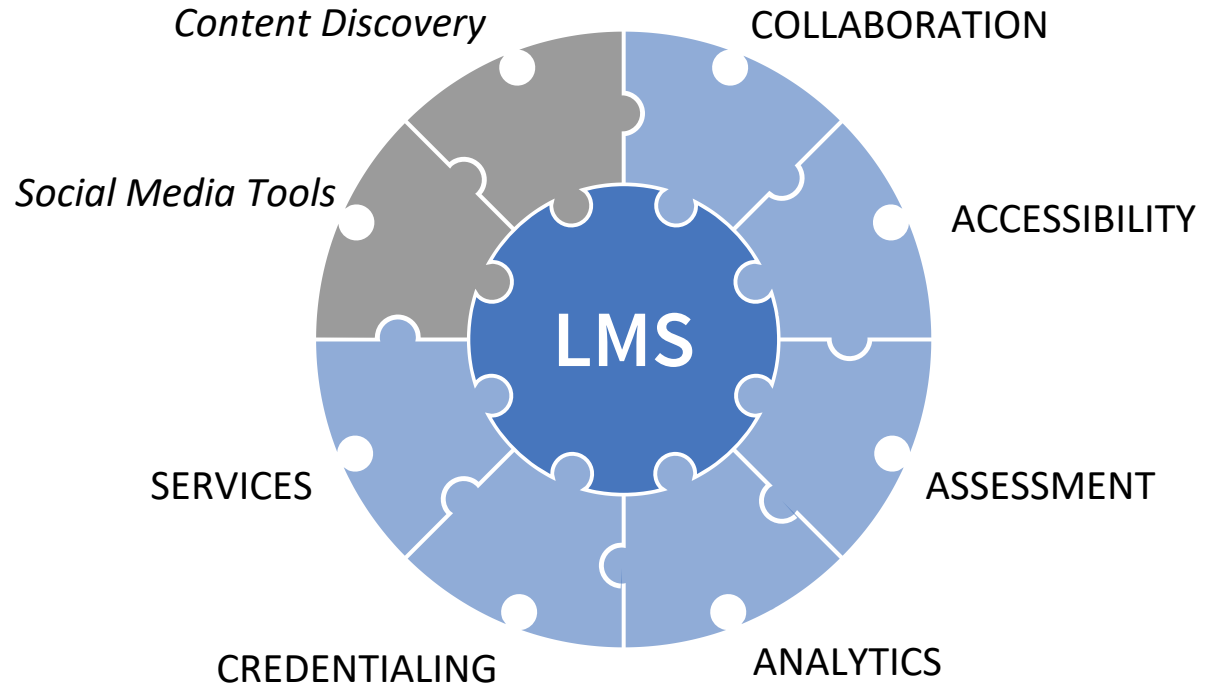 Content Discovery
COLLABORATION
Social Media Tools
ACCESSIBILITY
LMS
SERVICES
ASSESSMENT
CREDENTIALING
ANALYTICS